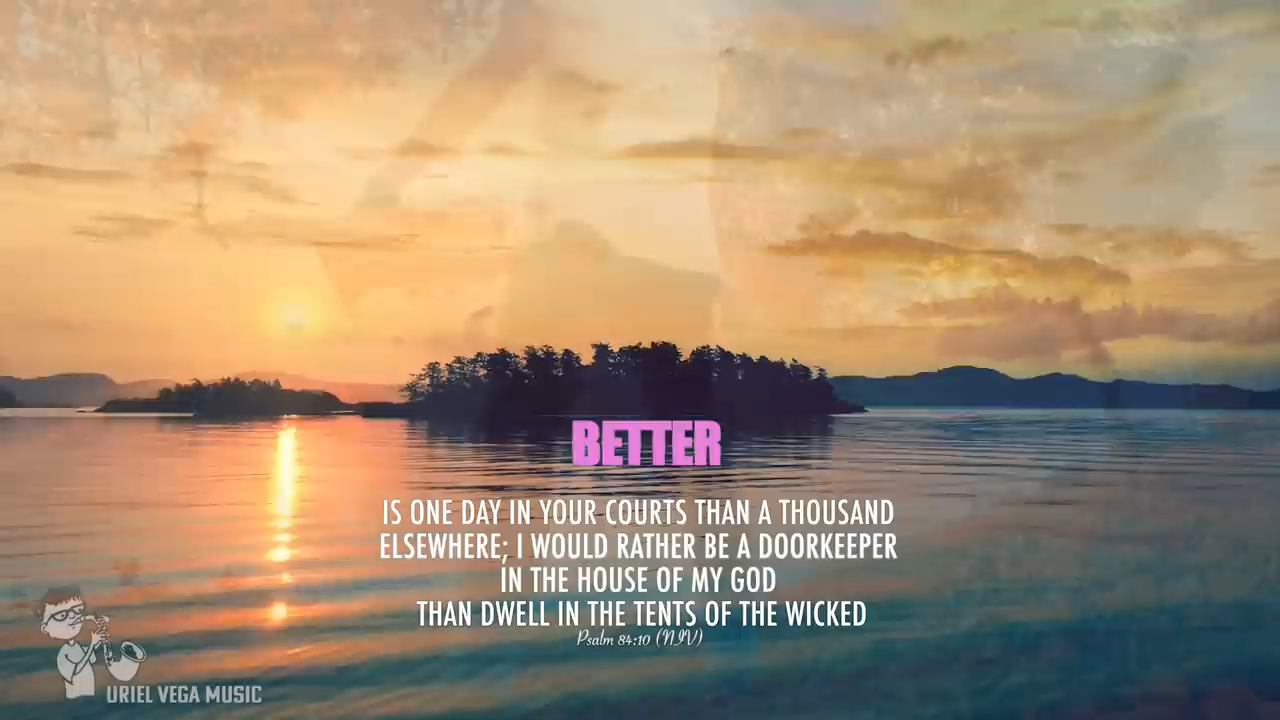 BETTER
IS ONE DAY IN YOUR COURTS THAN A THOUSAND
ELSEWHERE; I WOULD RATHER BE A DOORKEEPER
IN THE HOUSE OF MY GOD
THAN DWELL IN THE TENTS OF THE WICKED
Psalm 84:10 (NIV)
URIEL VEGA MUSIC